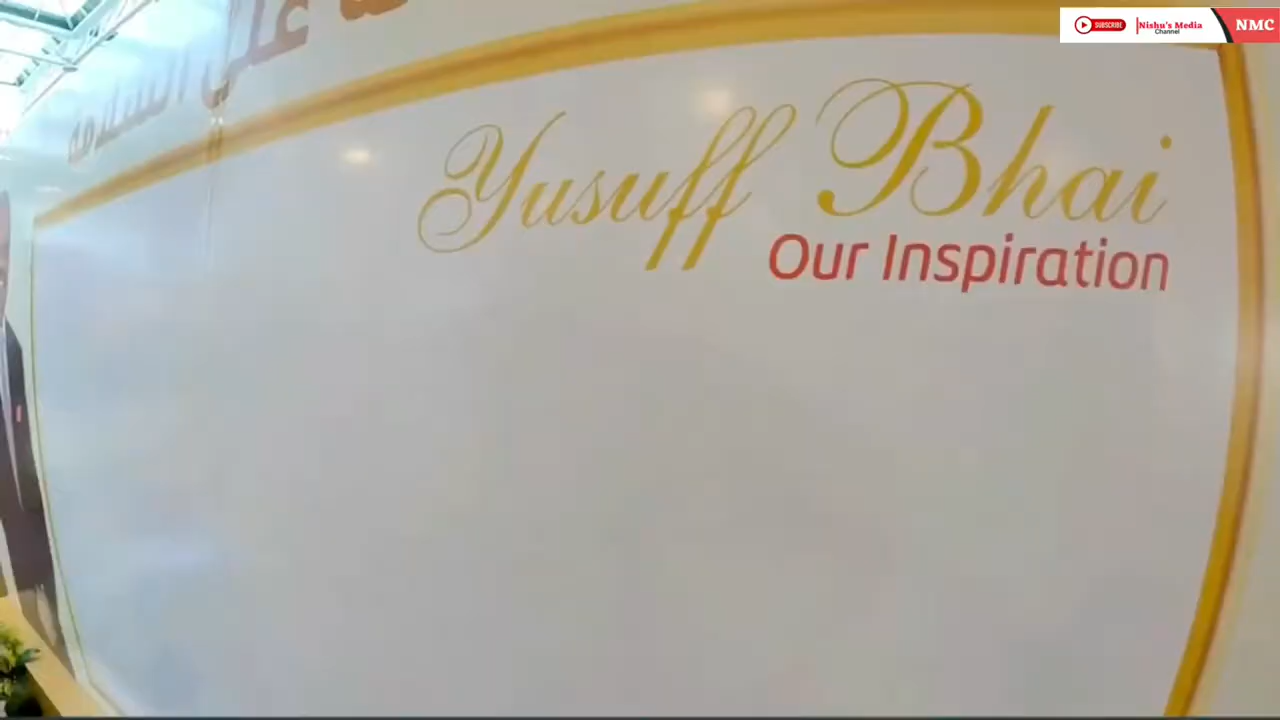 SUBSCRIBE
Nishu's Media
Channel
NMC
Yusuff Bhai
Our Inspiration